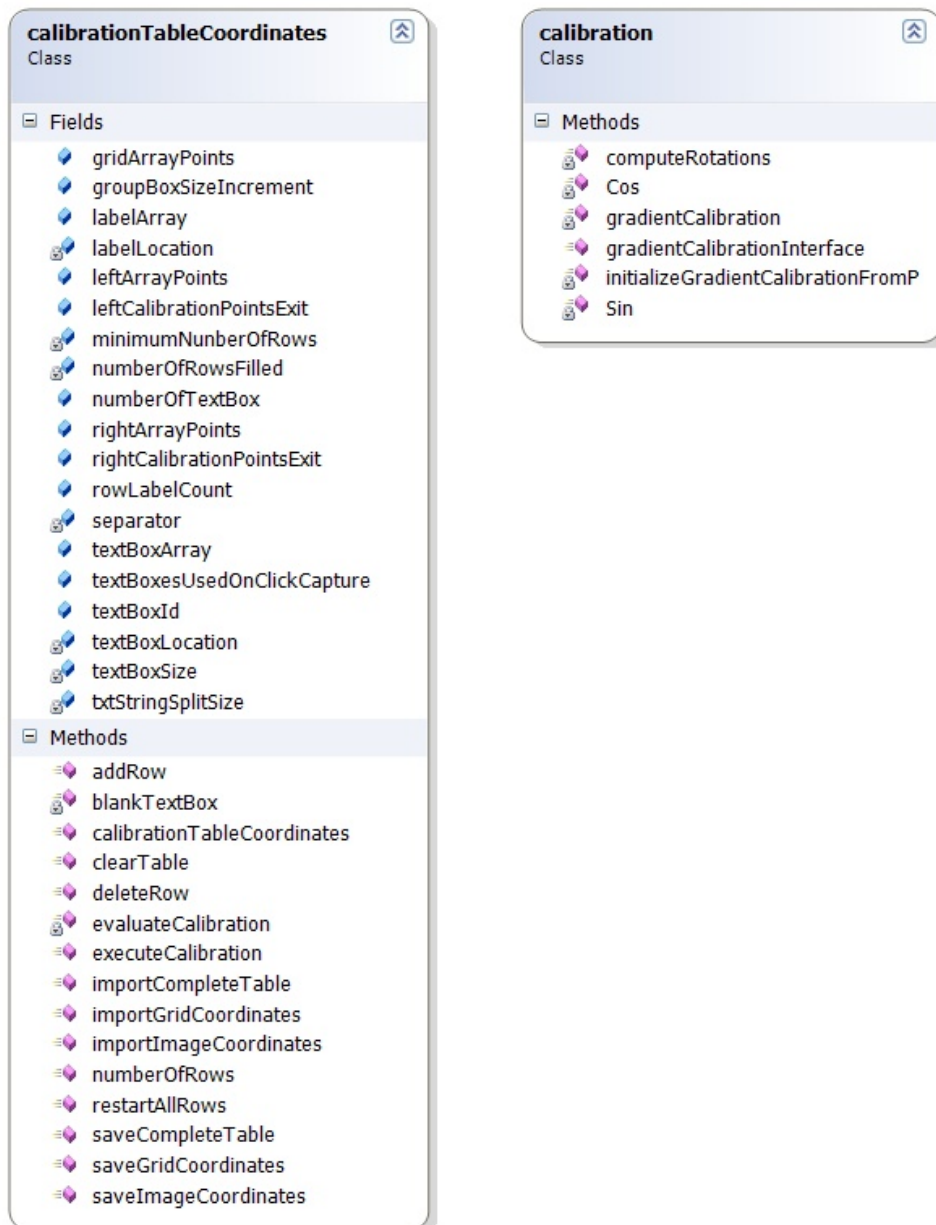 calibrationTableCoordinates
Class
Fields
gridArrayPoints
groupBoxSizeIncrement
labelArray
labelLocation
leftArrayPoints
leftCalibrationPointsExit
minimumNunberOfRows
numberOfRowsFilled
numberOfTextBox
rightArrayPoints
rightCalibrationPointsExit
rowLabelCount
separator
textBoxArray
textBoxesUsedOnClickCapture
textBoxId
textBoxLocation
textBoxSize
txtStringSplitSize
Methods
addRow
blankTextBox
calibrationTableCoordinates
clearTable
deleteRow
evaluateCalibration
executeCalibration
importCompleteTable
importGridCoordinates
importImageCoordinates
numberOfRows
restartAllRows
saveCompleteTable
saveGridCoordinates
saveImageCoordinates
calibration
Class
Methods
computeRotations
Cos
gradientCalibration
gradientCalibrationInterface
initializeGradientCalibrationFromP
Sin